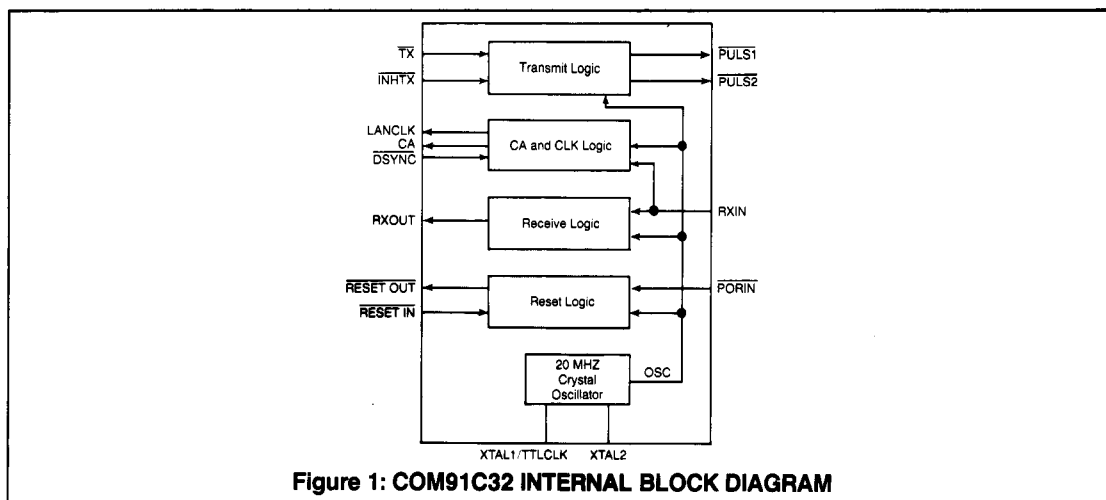 TX
PULS1
Transmit Logic
INHTX
PULS2
LANCLK
CA
CA and CLK Logic
DSYNC
RXIN
RXOUT
Receive Logic
RESET OUT
PORIN
Reset Logic
RESET IN
20 MHZ
Crystal
Oscillator
OSC
XTAL1/TTLCLK XTAL2
Figure 1: COM91C32 INTERNAL BLOCK DIAGRAM